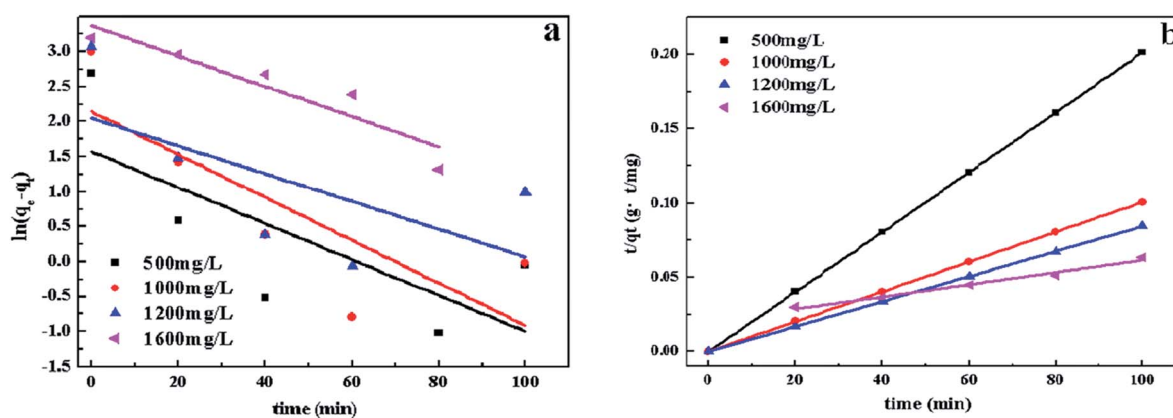 a
ln(qe-qt)
3.0
2.5
2.0
1.5
1.0
0.5
0.0
-0.5
-1.0
-1.5
500mg/L
1000mg/L
1200mg/L
1600mg/L
0 20 40 60 80 100
time (min)
b
t/qt (g· t/mg)
0.20
0.15
0.10
0.05
0.00
500mg/L
1000mg/L
1200mg/L
1600mg/L
0 20 40 60 80 100
time (min)